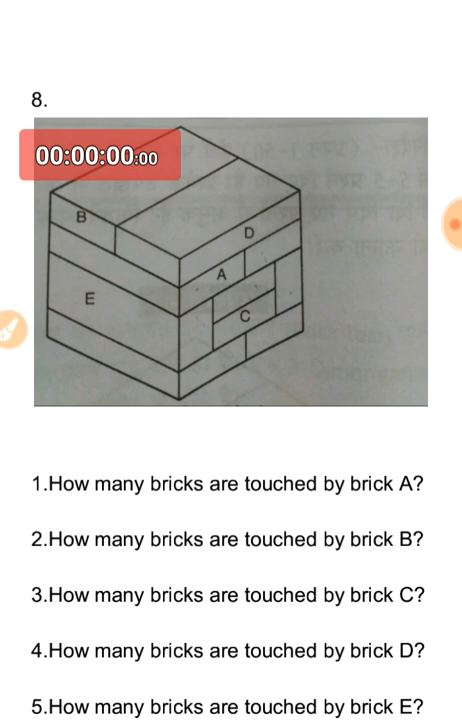 8.
00:00:00:00
B
D
A
E
C
1.How many bricks are touched by brick A?
2.How many bricks are touched by brick B?
3.How many bricks are touched by brick C?
4.How many bricks are touched by brick D?
5.How many bricks are touched by brick E?